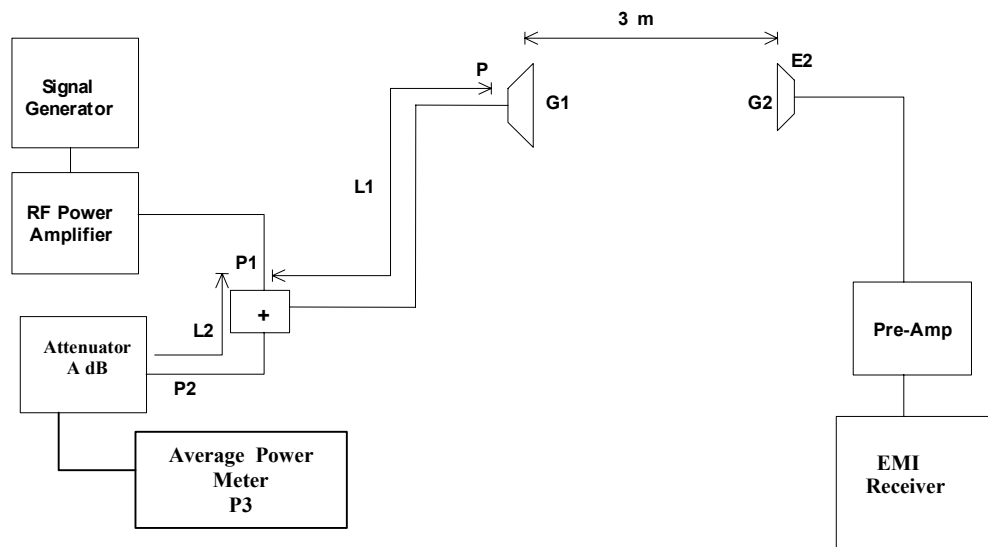 3 m
Signal
Generator
P
E2
G1
G2
L1
RF Power
Amplifier
P1
+
L2
Attenuator
A dB
P2
Pre-Amp
Average Power
Meter
P3
EMI
Receiver